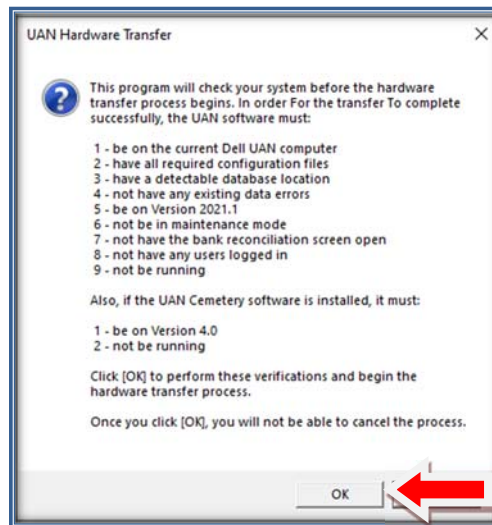 UAN Hardware Transfer
This program will check your system before the hardware
transfer process begins. In order For the transfer To complete
successfully, the UAN software must:
1 - be on the current Dell UAN computer
2 - have all required configuration files
3 - have a detectable database location
4 - not have any existing data errors
5 - be on Version 2021.1
6 - not be in maintenance mode
7 - not have the bank reconciliation screen open
8 - not have any users logged in
9 - not be running
Also, if the UAN Cemetery software is installed, it must:
1 - be on Version 4.0
2 - not be running
Click [OK] to perform these verifications and begin the
hardware transfer process.
Once you click [OK], you will not be able to cancel the process.
OK